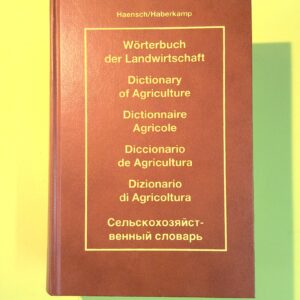 Haensch/Haberkamp
Wörterbuch
der Landwirtschaft
Dictionary
of Agriculture
Dictionnaire
Agricole
Diccionario
de Agricultura
Dizionario
di Agricoltura
Сельскохозяйст-
венный словарь